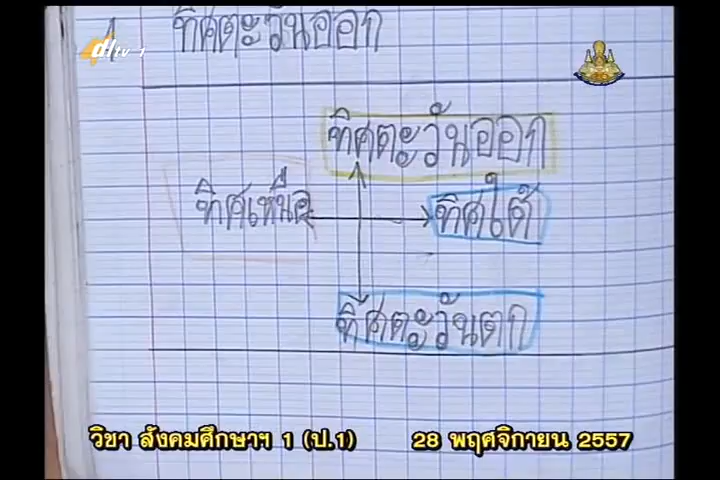 dltv 1
ทิศตะวันออก
ทิศตะวันออก
ทิศเหนือ ทิศใต้
ทิศตะวันตก
วิชา สังคมศึกษาฯ 1 (ป.1) 28 พฤศจิกายน 2557